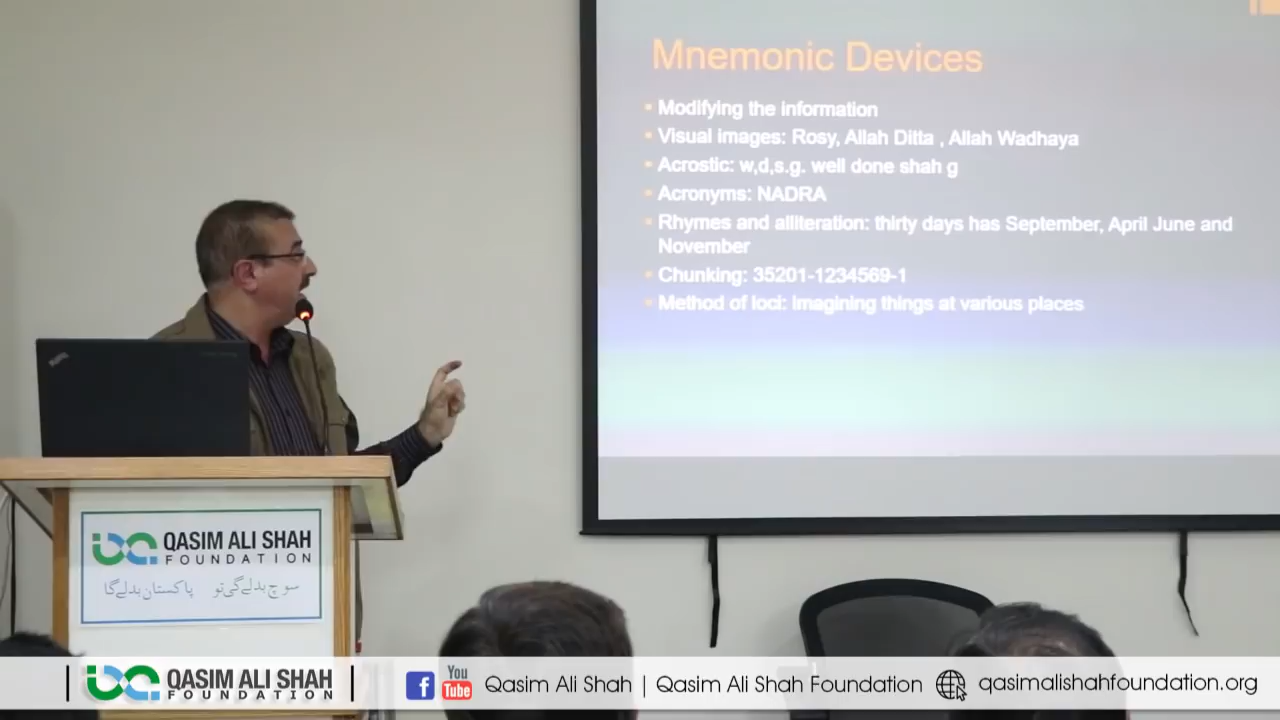 Mnemonic Devices
Modifying the information
Visual images: Rosy, Allah Ditta , Allah Wadhaya
Acrostic: w,d,s.g. well done shah g
Acronyms: NADRA
Rhymes and alliteration: thirty days has September, April June and
November
Chunking: 35201-1234569-1
Method of loci: imagining things at various places
QASIM ALI SHAH
FOUNDATION
سوچ بدلے گی تو پاکستان بدلے گا
QASIM ALI SHAH
FOUNDATION
f
You
Tube
Qasim Ali Shah | Qasim Ali Shah Foundation
qasimalishahfoundation.org